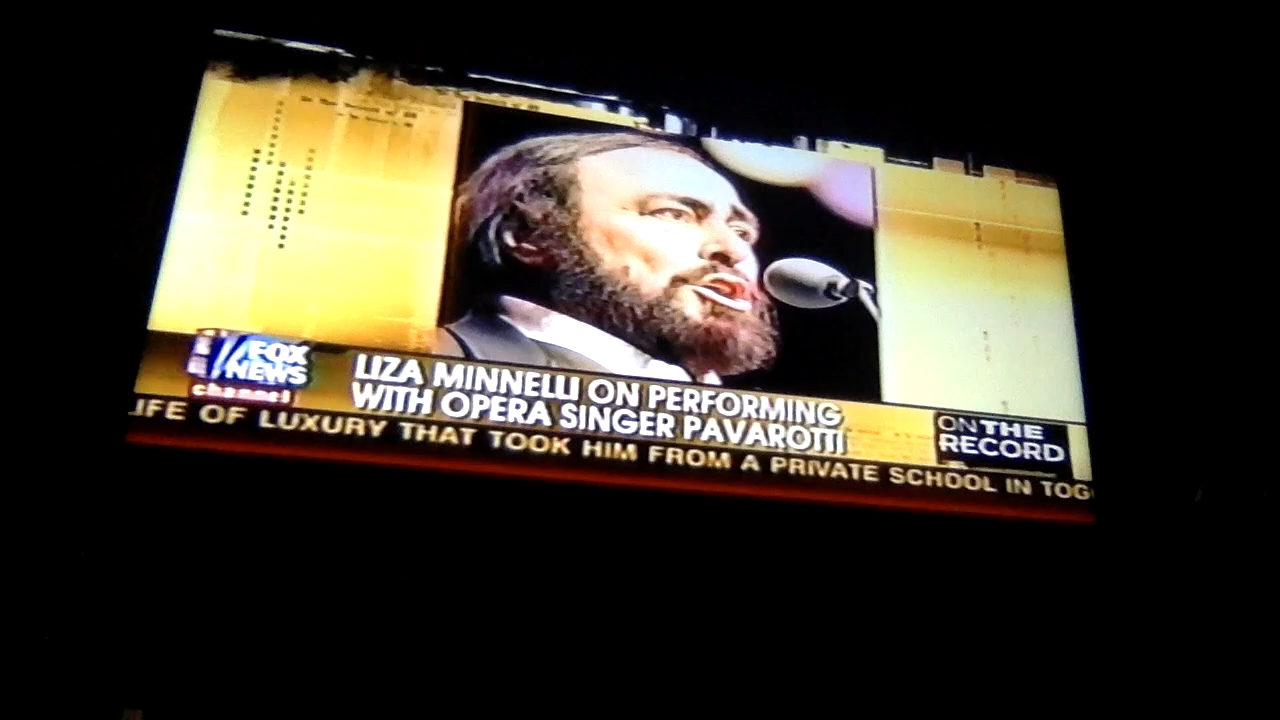 FOX
NEWS
channel
LIZA MINNELLI ON PERFORMING
WITH OPERA SINGER PAVAROTTI
ON THE
RECORD
IFE OF LUXURY THAT TOOK HIM FROM A PRIVATE SCHOOL IN TOG